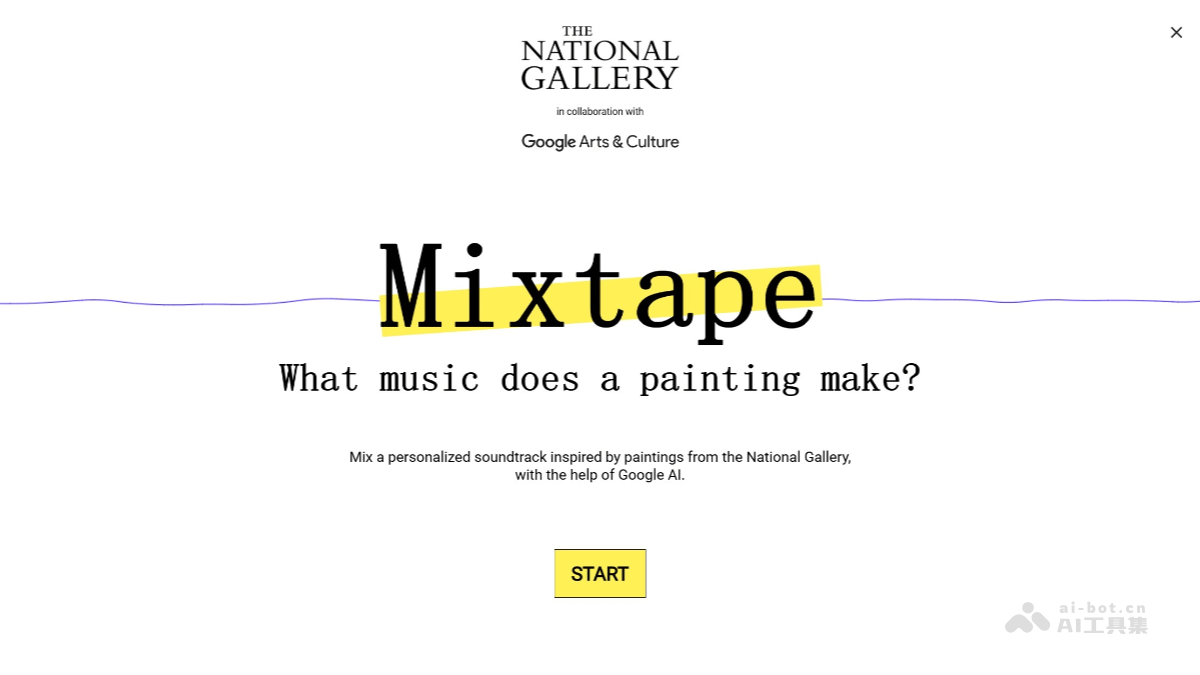 THE
NATIONAL
GALLERY
in collaboration with
Google Arts & Culture
Mixtape
What music does a painting make?
Mix a personalized soundtrack inspired by paintings from the National Gallery,
with the help of Google AI.
START
ai-bot.cn
AI工具集